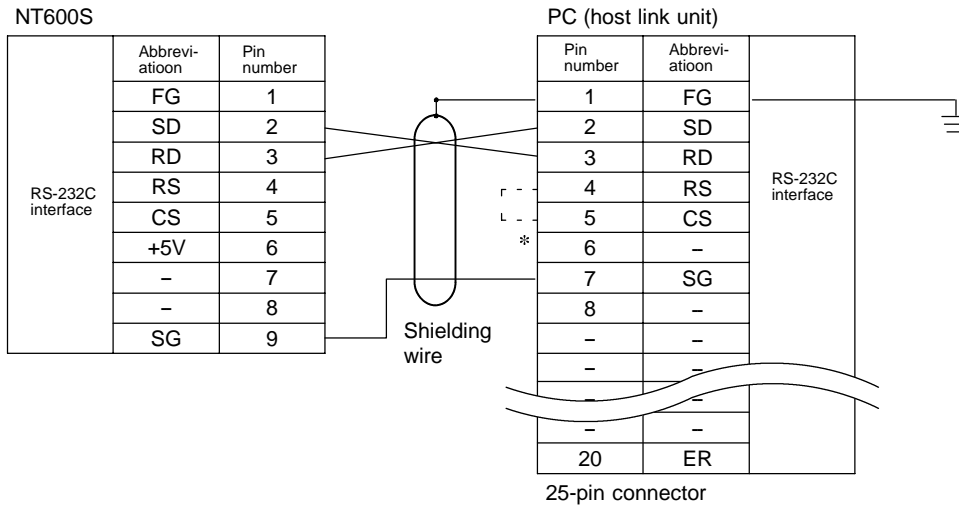 NT600S
PC (host link unit)
Abbrevi-
atioon
Pin
number
Pin
number
Abbrevi-
atioon
FG 1
1 FG
SD 2
2 SD
RD 3
3 RD
RS-232C
interface
RS 4
4 RS
RS-232C
interface
CS 5
5 CS
+5V 6
* 6 –
– 7
7 SG
– 8
8 –
SG 9
Shielding
wire
– –
– –
– –
– –
20 ER
25-pin connector